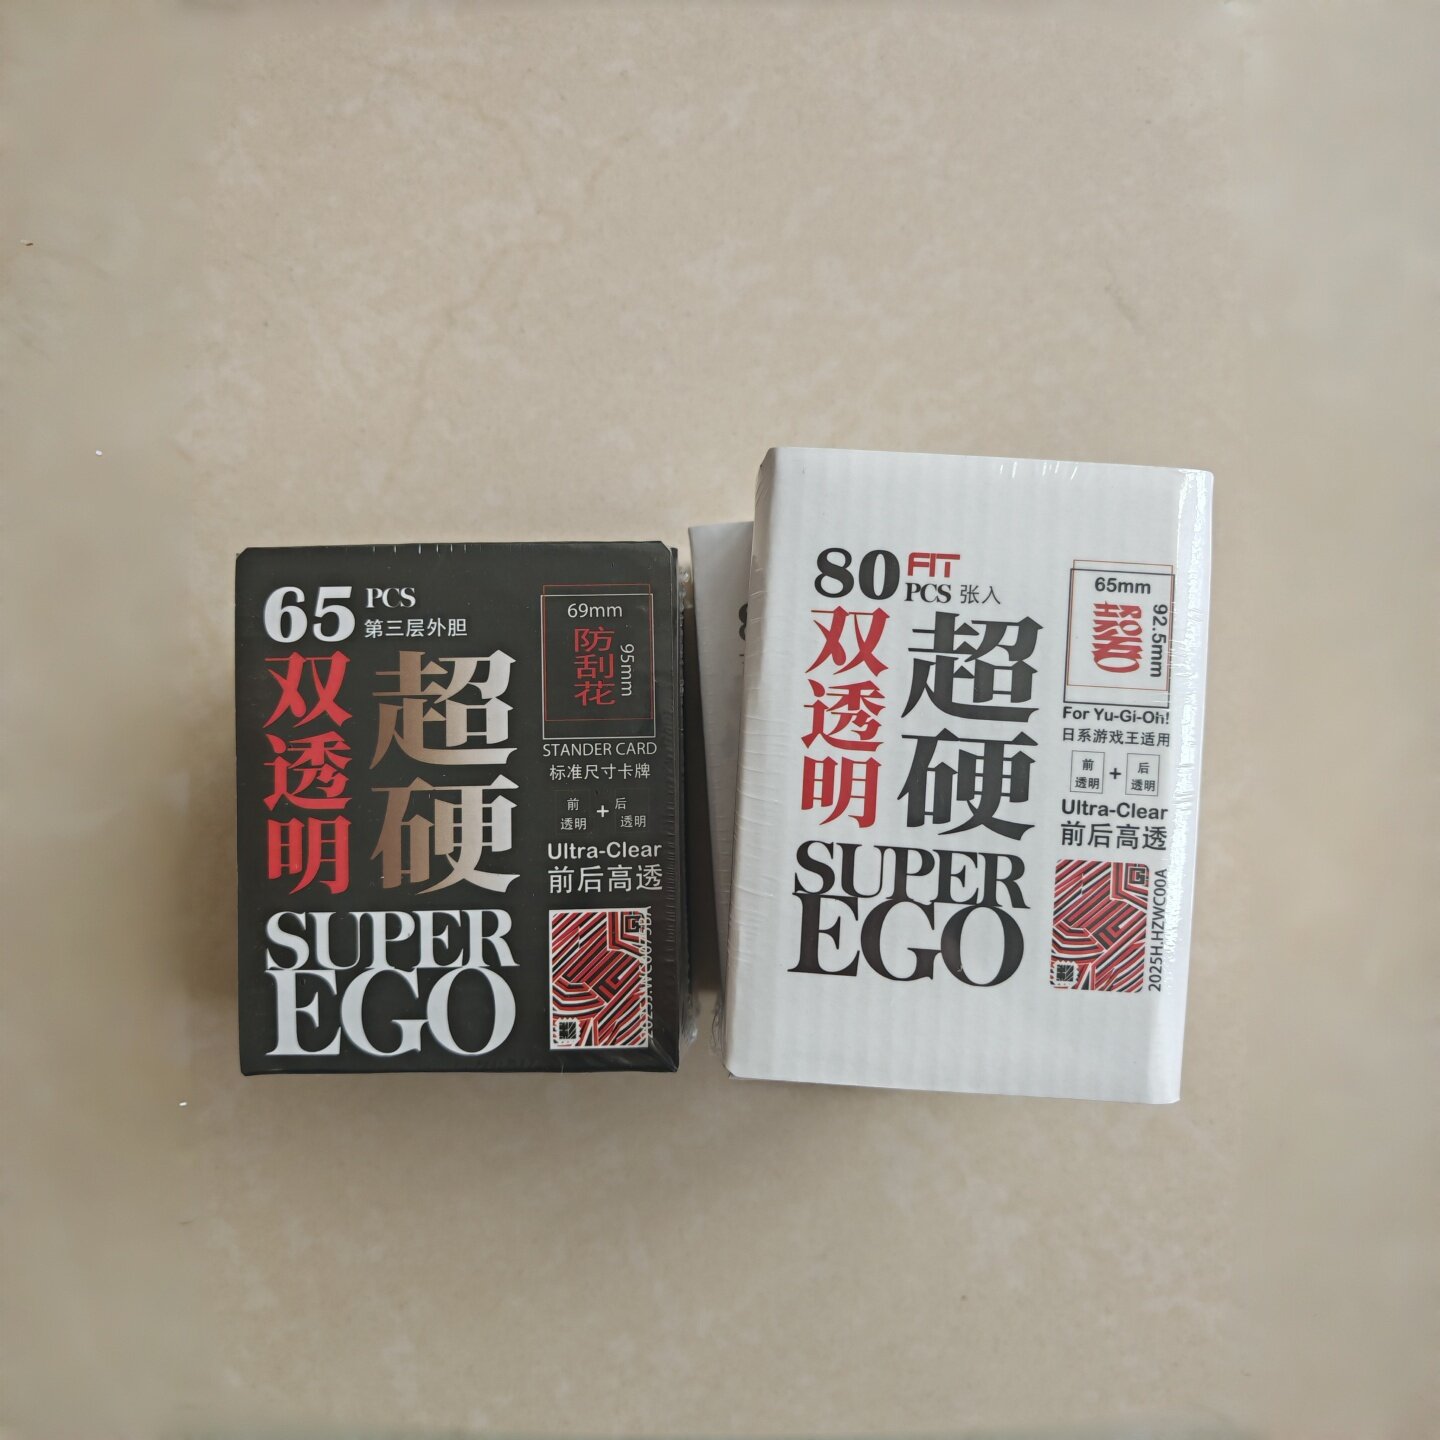 65 PCS
第三层外胆
双透明
超硬
SUPER
EGO
69mm
95mm
防刮花
STANDER CARD
标准尺寸卡牌
前透明 + 后透明
Ultra-Clear
前后高透
80 FIT
PCS 张入
双透明
超硬
SUPER
EGO
65mm
92.5mm
For Yu-Gi-Oh!
日系游戏王适用
前透明 + 后透明
Ultra-Clear
前后高透
2025H.HZWC00A